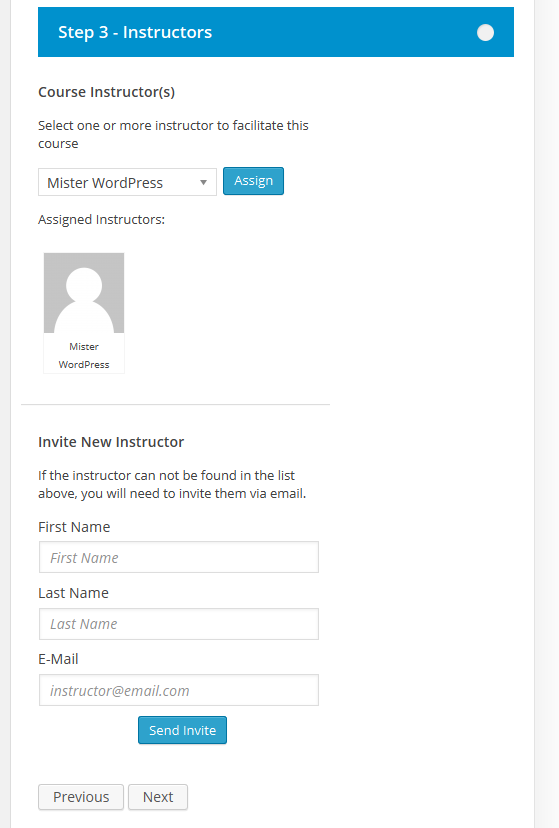 Step 3 - Instructors
Course Instructor(s)
Select one or more instructor to facilitate this
course
Mister WordPress
Assign
Assigned Instructors:
Mister
WordPress
Invite New Instructor
If the instructor can not be found in the list
above, you will need to invite them via email.
First Name
First Name
Last Name
Last Name
E-Mail
instructor@email.com
Send Invite
Previous
Next